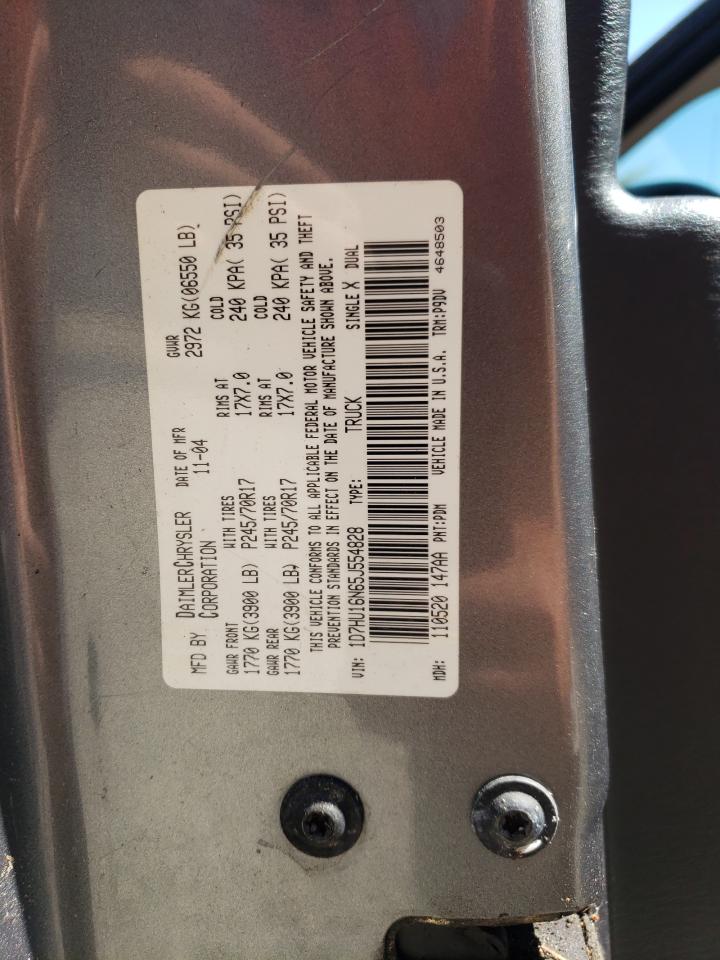 MFD BY DAIMLERCHRYSLER CORPORATION DATE OF MFR 11-04 GVWR 2972 KG(06550 LB)
GAWR FRONT WITH TIRES RIMS AT COLD
1770 KG(3900 LB) P245/70R17 17X7.0 240 KPA( 35 PSI)
GAWR REAR WITH TIRES RIMS AT COLD
1770 KG(3900 LB) P245/70R17 17X7.0 240 KPA( 35 PSI)
THIS VEHICLE CONFORMS TO ALL APPLICABLE FEDERAL MOTOR VEHICLE SAFETY AND THEFT
PREVENTION STANDARDS IN EFFECT ON THE DATE OF MANUFACTURE SHOWN ABOVE.
VIN: 1D7HU16N65J554828 TYPE: TRUCK SINGLE X DUAL
MDH: 110520 147AA PNT:PDM VEHICLE MADE IN U.S.A. TRM:P9DV 4648503